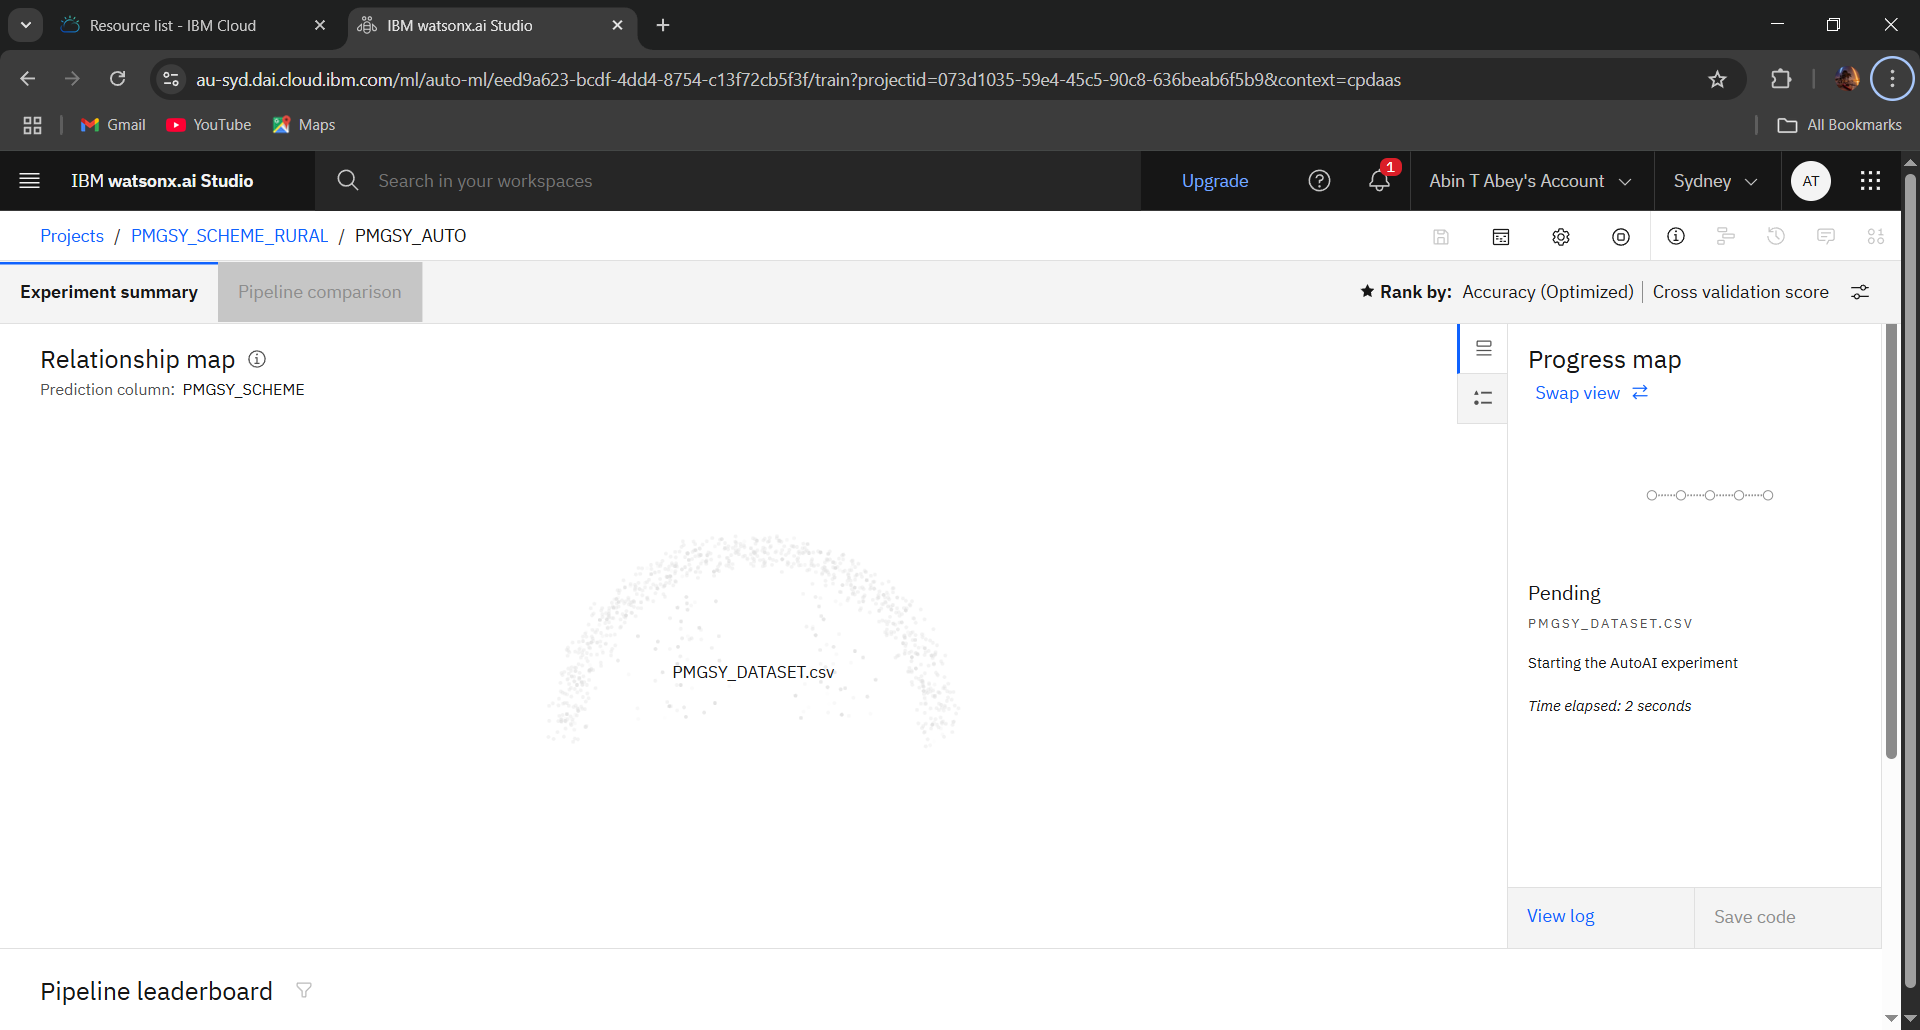 Resource list - IBM Cloud
IBM watsonx.ai Studio
au-syd.dai.cloud.ibm.com/ml/auto-ml/eed9a623-bcdf-4dd4-8754-c13f72cb5f3f/train?projectid=073d1035-59e4-45c5-90c8-636beab6f5b9&context=cpdaas
Gmail
YouTube
Maps
All Bookmarks
IBM watsonx.ai Studio
Search in your workspaces
Upgrade
1
Abin T Abey's Account
Sydney
AT
Projects / PMGSY_SCHEME_RURAL / PMGSY_AUTO
Experiment summary
Pipeline comparison
Rank by: Accuracy (Optimized) | Cross validation score
Relationship map
Prediction column: PMGSY_SCHEME
PMGSY_DATASET.csv
Progress map
Swap view
Pending
PMGSY_DATASET.CSV
Starting the AutoAI experiment
Time elapsed: 2 seconds
View log
Save code
Pipeline leaderboard